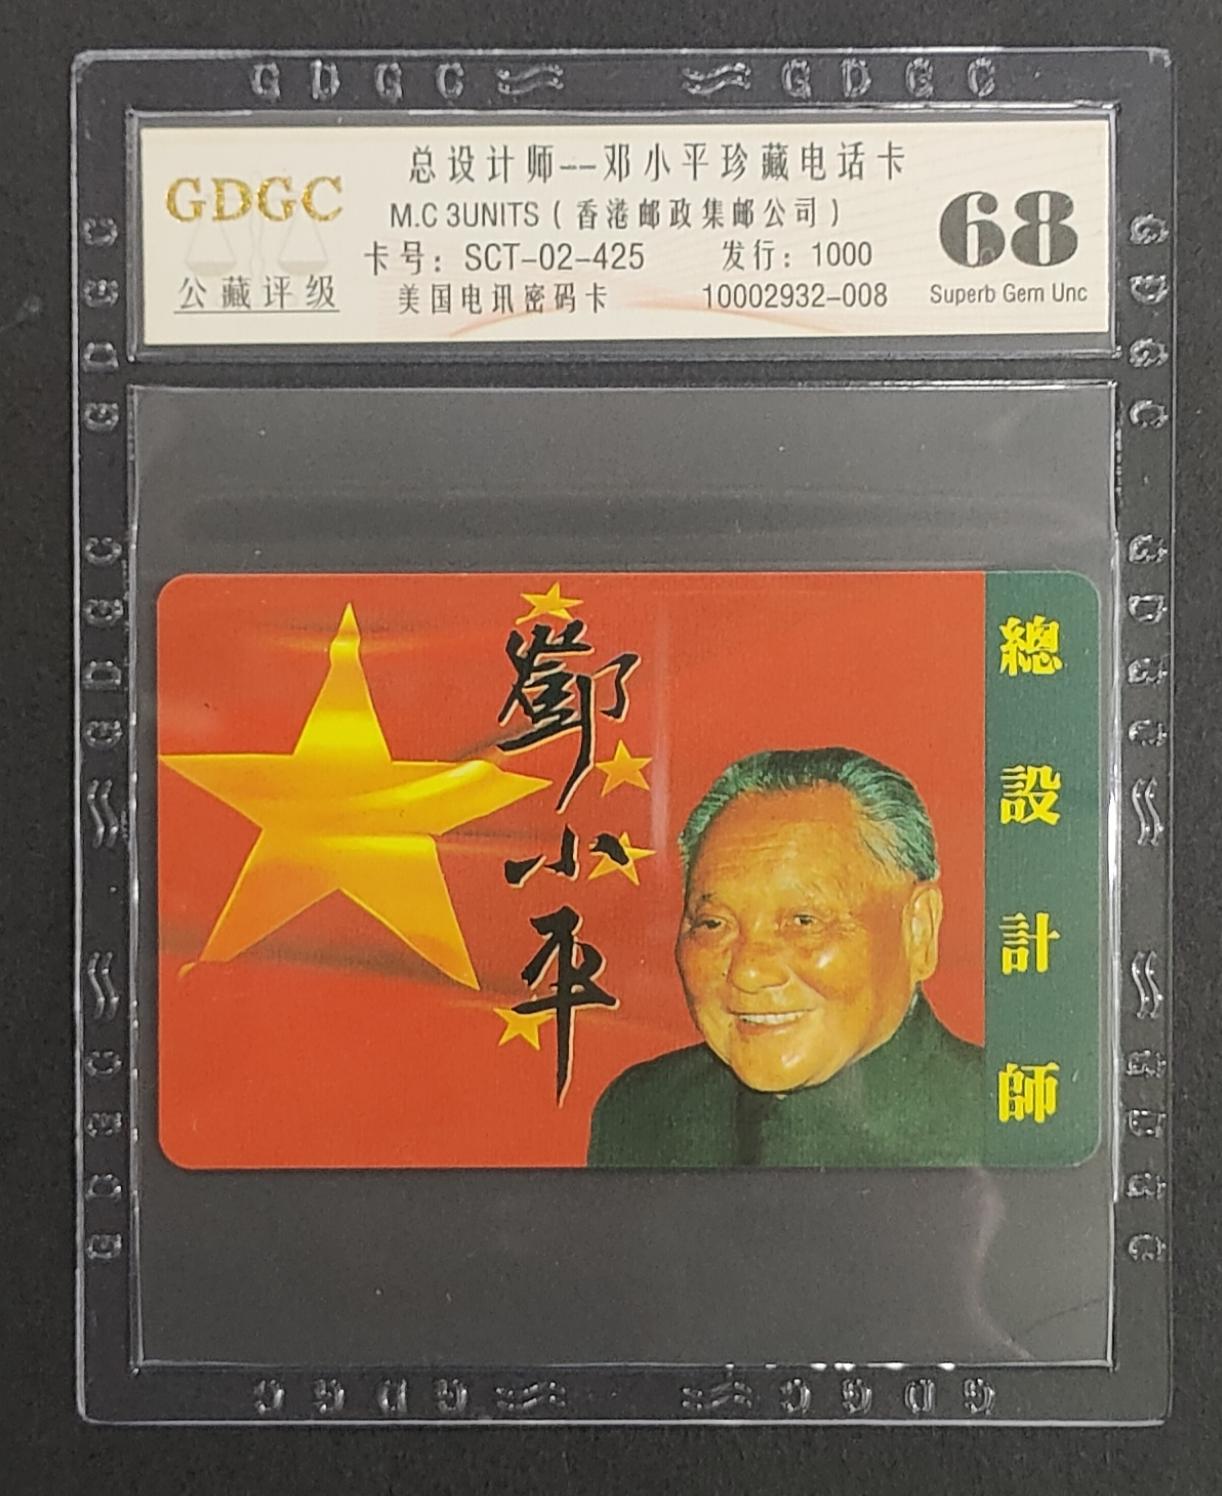 GDGC GDGC
总设计师--邓小平珍藏电话卡
GDGC
M.C 3UNITS (香港邮政集邮公司)
68
卡号: SCT-02-425 发行: 1000
公藏评级
美国电讯密码卡 10002932-008
Superb Gem Unc
鄧小平
總設計師